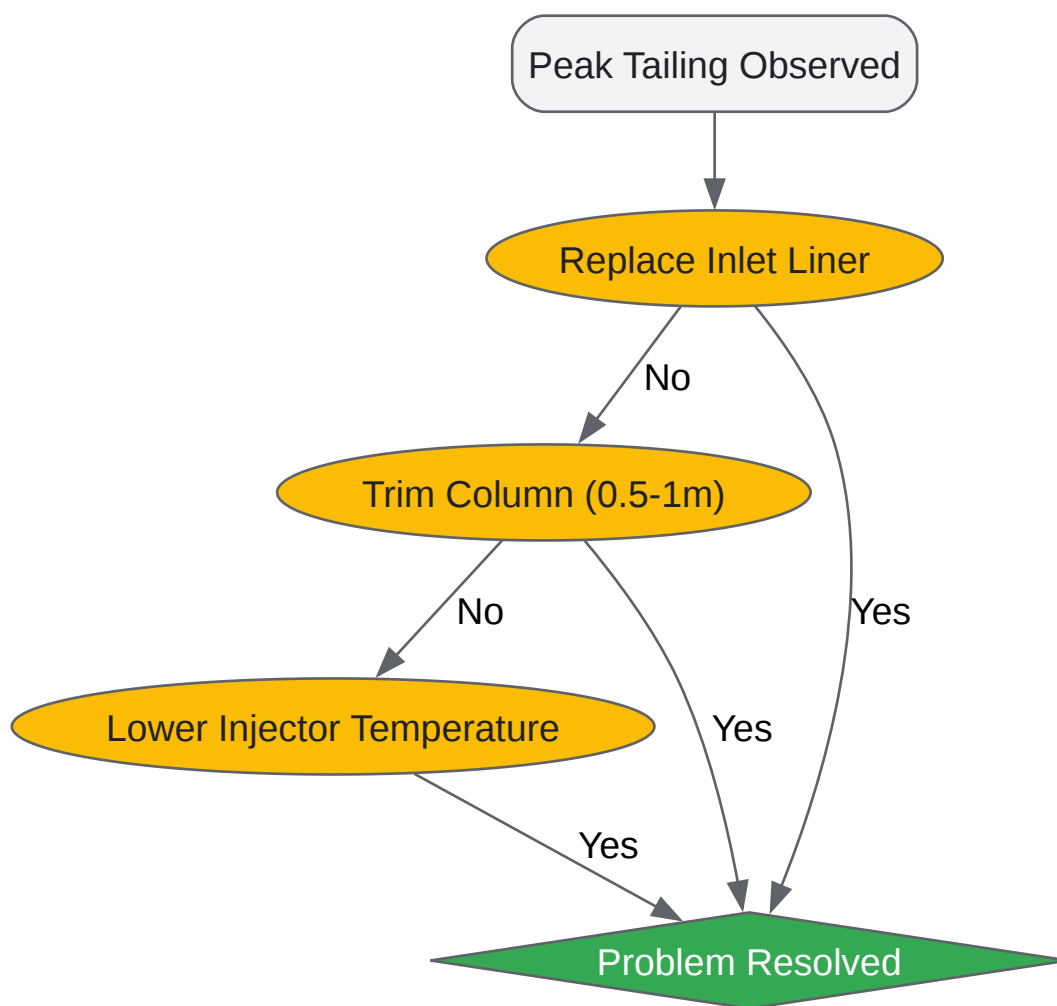 Peak Tailing Observed
Replace Inlet Liner
No
Trim Column (0.5-1m)
No
Yes
Lower Injector Temperature
Yes
Yes
Problem Resolved